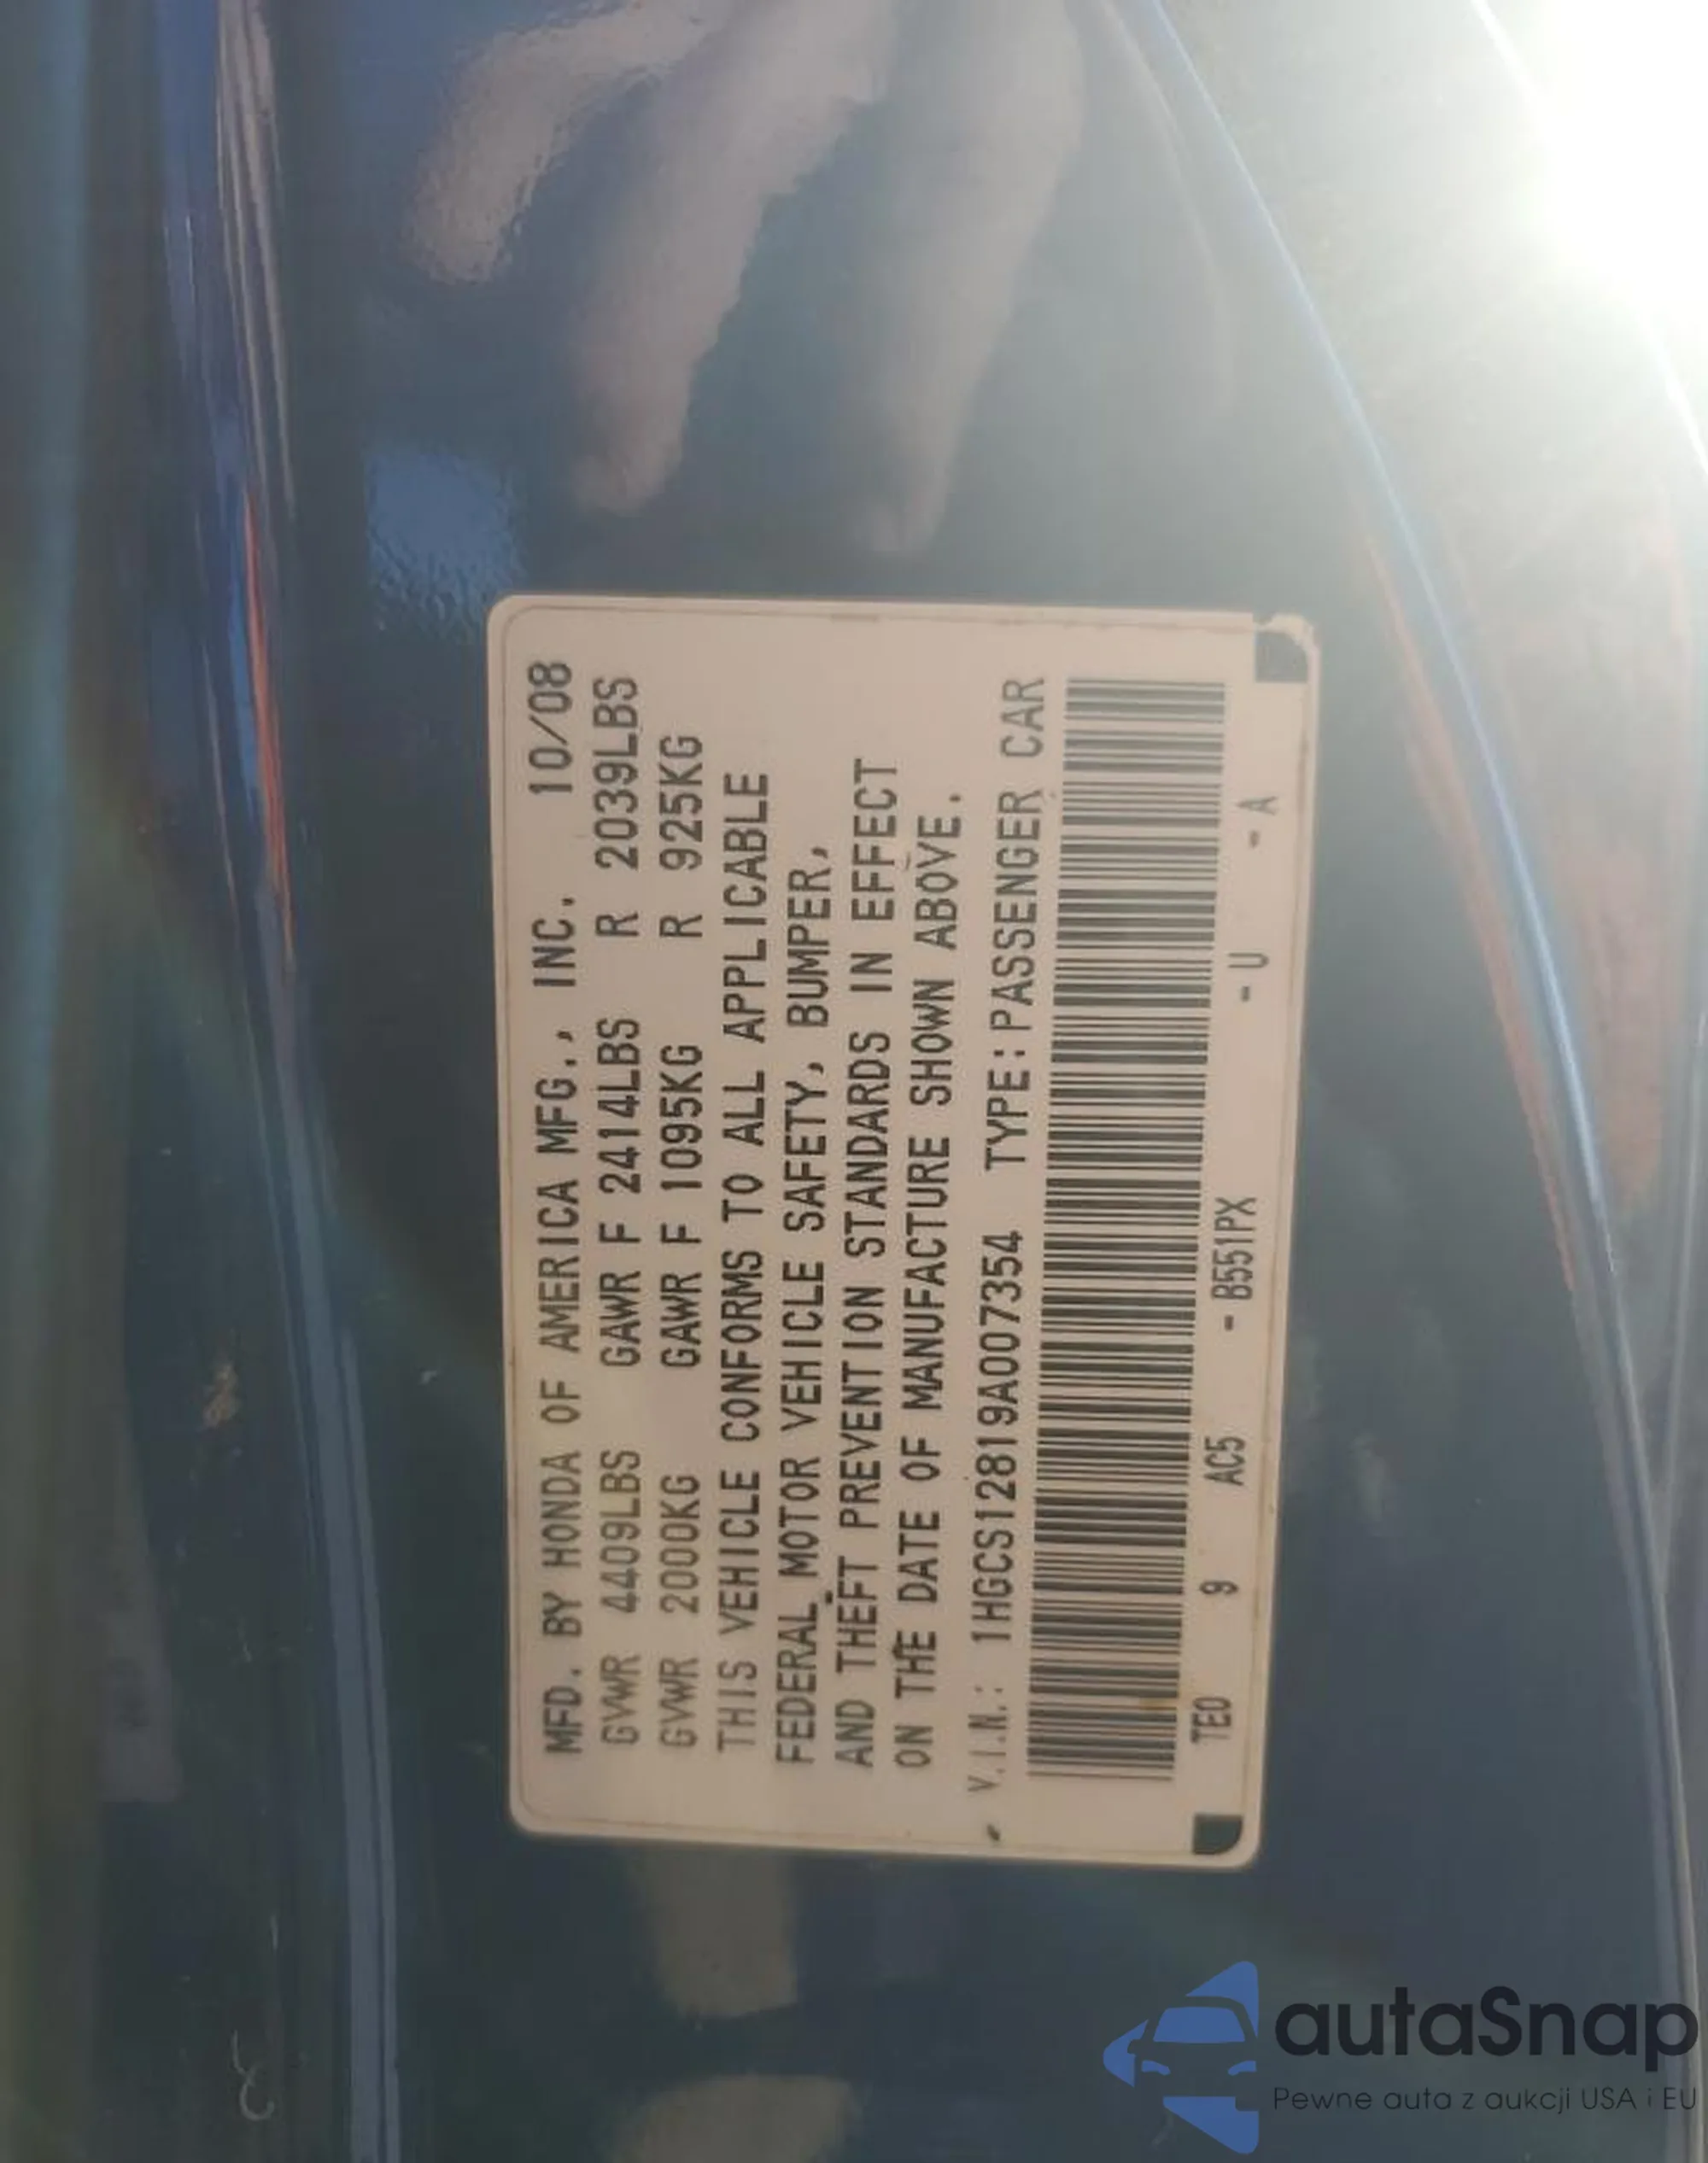 MFD. BY HONDA OF AMERICA MFG., INC. 10/08
GVWR 4409LBS GAWR F 2414LBS R 2039LBS
GVWR 2000KG GAWR F 1095KG R 925KG
THIS VEHICLE CONFORMS TO ALL APPLICABLE
FEDERAL MOTOR VEHICLE SAFETY, BUMPER,
AND THEFT PREVENTION STANDARDS IN EFFECT
ON THE DATE OF MANUFACTURE SHOWN ABOVE.
V.I.N.: 1HGCS12819A007354 TYPE:PASSENGER CAR
TE0 9 AC5 - B551PX - U - A
autaSnap
Pewne auta z aukcji USA i EU